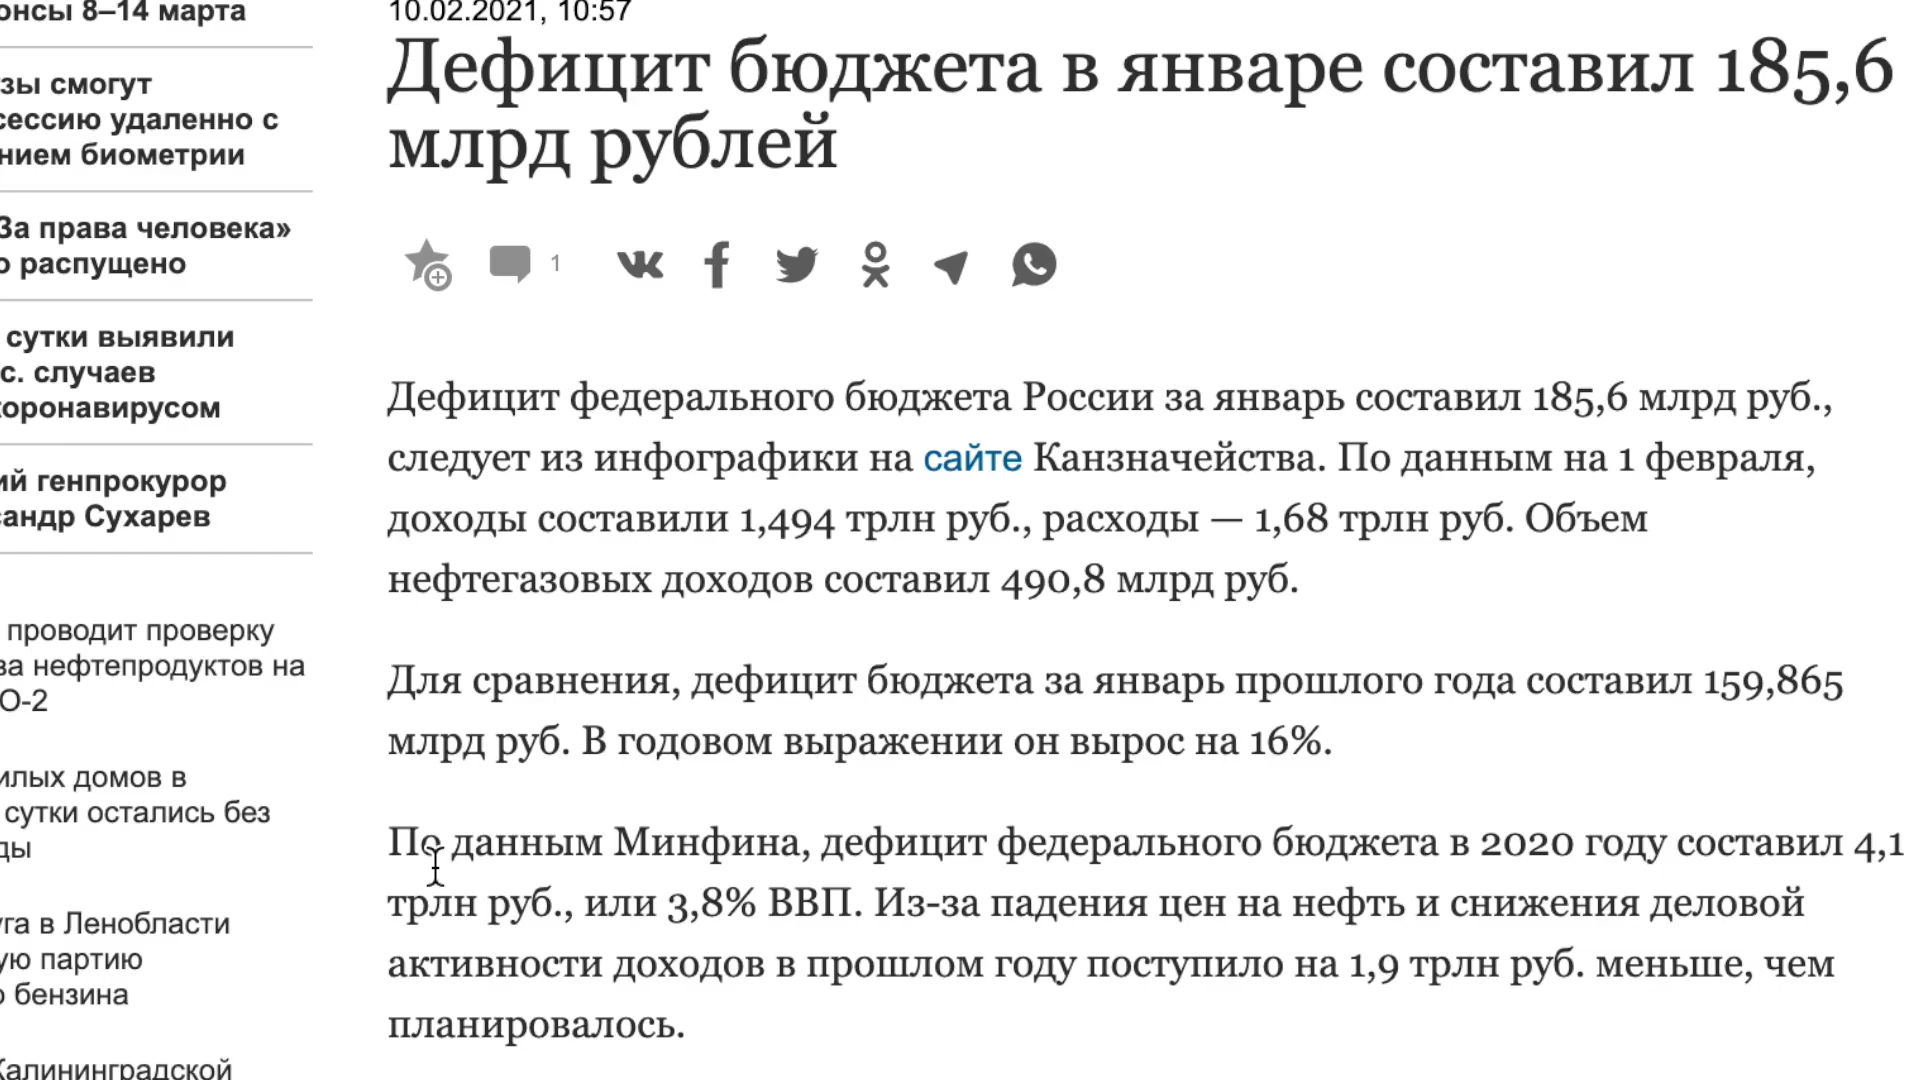 онсы 8–14 марта
зы смогут
сессию удаленно с
нием биометрии
За права человека»
о распущено
сутки выявили
с. случаев
коронавирусом
ий генпрокурор
сандр Сухарев
проводит проверку
ва нефтепродуктов на
О-2
илых домов в
сутки остались без
ды
уга в Ленобласти
ую партию
о бензина
Калининградской
10.02.2021, 10:57
Дефицит бюджета в январе составил 185,6
млрд рублей
1
Дефицит федерального бюджета России за январь составил 185,6 млрд руб.,
следует из инфографики на сайте Канзначейства. По данным на 1 февраля,
доходы составили 1,494 трлн руб., расходы — 1,68 трлн руб. Объем
нефтегазовых доходов составил 490,8 млрд руб.
Для сравнения, дефицит бюджета за январь прошлого года составил 159,865
млрд руб. В годовом выражении он вырос на 16%.
По данным Минфина, дефицит федерального бюджета в 2020 году составил 4,1
трлн руб., или 3,8% ВВП. Из-за падения цен на нефть и снижения деловой
активности доходов в прошлом году поступило на 1,9 трлн руб. меньше, чем
планировалось.